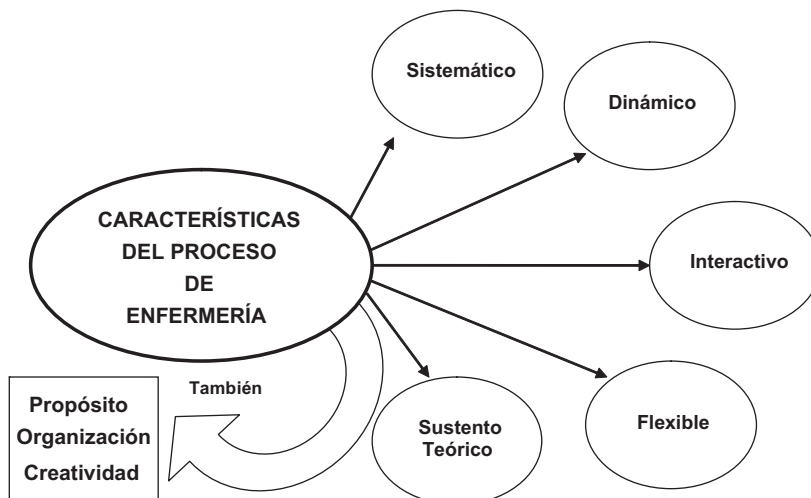 Sistemático
Dinámico
CARACTERÍSTICAS
DEL PROCESO
DE
ENFERMERÍA
Interactivo
También
Propósito
Organización
Creatividad
Sustento
Teórico
Flexible